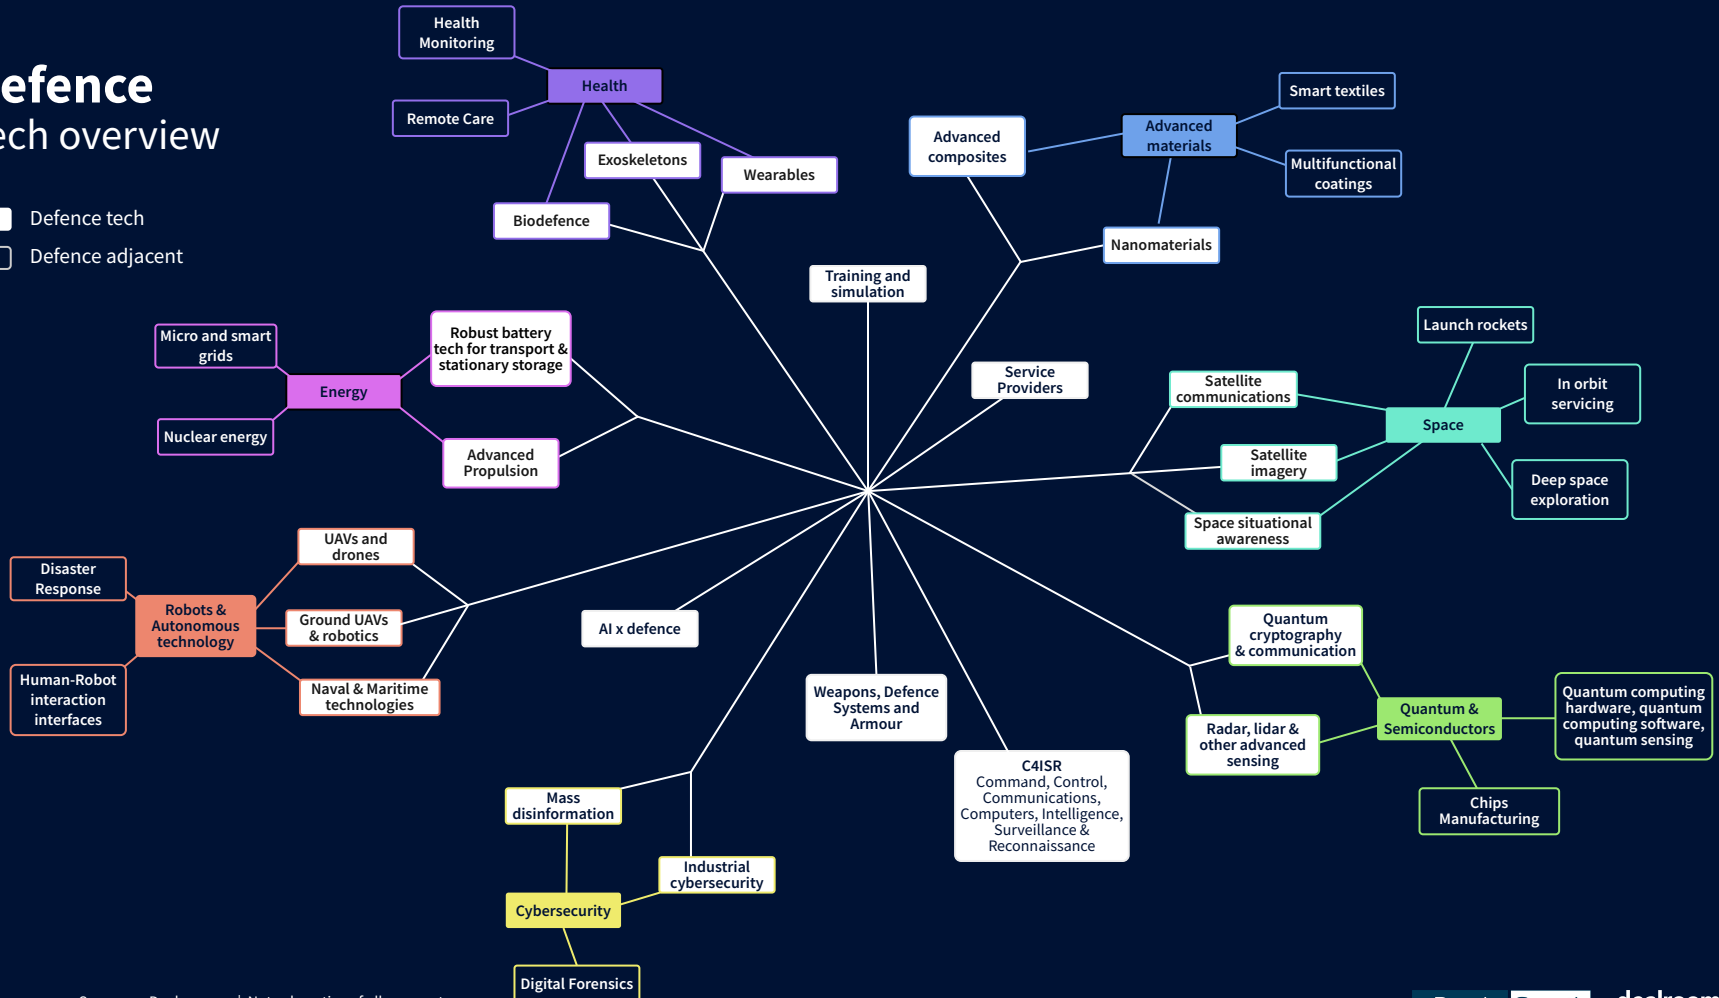 efence
ech overview
Defence tech
Defence adjacent
Health
Monitoring
Health
Remote Care
Exoskeletons
Wearables
Biodefence
Advanced
composites
Advanced
materials
Smart textiles
Multifunctional
coatings
Nanomaterials
Training and
simulation
Service
Providers
Micro and smart
grids
Robust battery
tech for transport &
stationary storage
Energy
Nuclear energy
Advanced
Propulsion
Launch rockets
Satellite
communications
In orbit
servicing
Space
Satellite
imagery
Deep space
exploration
Space situational
awareness
UAVs and
drones
Disaster
Response
Robots &
Autonomous
technology
Ground UAVs
& robotics
Human-Robot
interaction
interfaces
Naval & Maritime
technologies
AI x defence
Weapons, Defence
Systems and
Armour
C4ISR
Command, Control,
Communications,
Computers, Intelligence,
Surveillance &
Reconnaissance
Quantum
cryptography
& communication
Radar, lidar &
other advanced
sensing
Quantum &
Semiconductors
Quantum computing
hardware, quantum
computing software,
quantum sensing
Chips
Manufacturing
Mass
disinformation
Industrial
cybersecurity
Cybersecurity
Digital Forensics